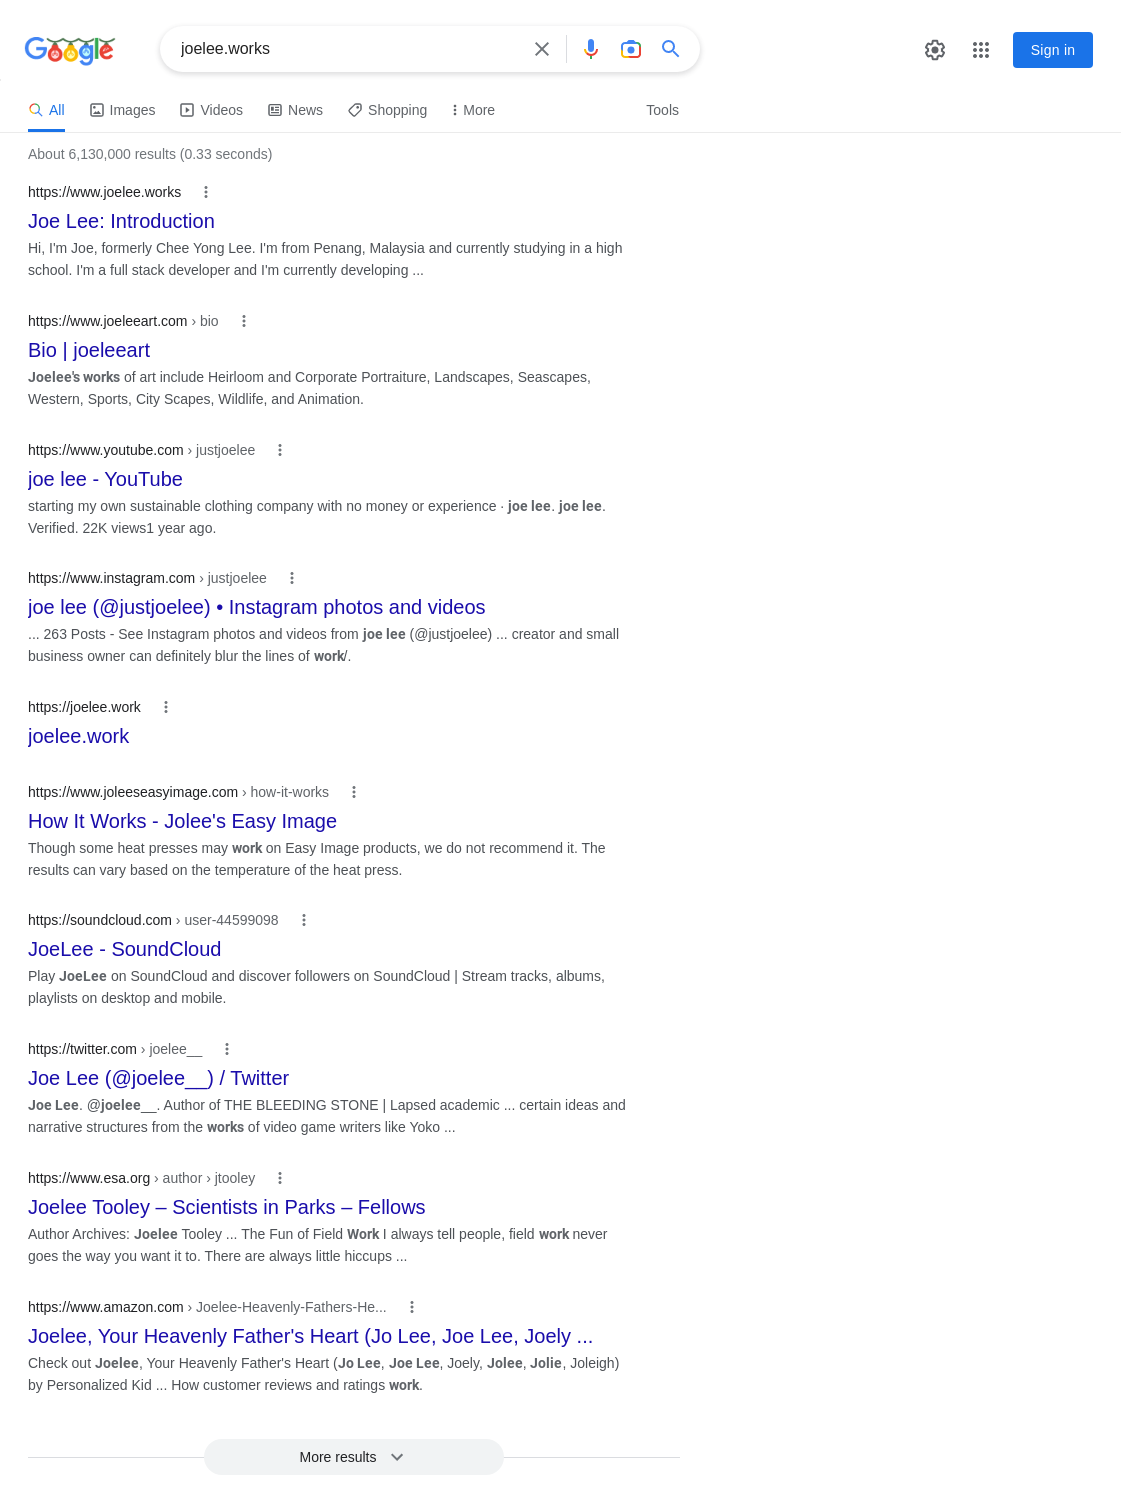 Google
joelee.works
Sign in
All
Images
Videos
News
Shopping
More
Tools
About 6,130,000 results (0.33 seconds)
https://www.joelee.works
Joe Lee: Introduction
Hi, I'm Joe, formerly Chee Yong Lee. I'm from Penang, Malaysia and currently studying in a high
school. I'm a full stack developer and I'm currently developing ...
https://www.joeleeart.com › bio
Bio | joeleeart
Joelee's works of art include Heirloom and Corporate Portraiture, Landscapes, Seascapes,
Western, Sports, City Scapes, Wildlife, and Animation.
https://www.youtube.com › justjoelee
joe lee - YouTube
starting my own sustainable clothing company with no money or experience · joe lee. joe lee.
Verified. 22K views1 year ago.
https://www.instagram.com › justjoelee
joe lee (@justjoelee) • Instagram photos and videos
... 263 Posts - See Instagram photos and videos from joe lee (@justjoelee) ... creator and small
business owner can definitely blur the lines of work/.
https://joelee.work
joelee.work
https://www.joleeseasyimage.com › how-it-works
How It Works - Jolee's Easy Image
Though some heat presses may work on Easy Image products, we do not recommend it. The
results can vary based on the temperature of the heat press.
https://soundcloud.com › user-44599098
JoeLee - SoundCloud
Play JoeLee on SoundCloud and discover followers on SoundCloud | Stream tracks, albums,
playlists on desktop and mobile.
https://twitter.com › joelee__
Joe Lee (@joelee__) / Twitter
Joe Lee. @joelee__. Author of THE BLEEDING STONE | Lapsed academic ... certain ideas and
narrative structures from the works of video game writers like Yoko ...
https://www.esa.org › author › jtooley
Joelee Tooley – Scientists in Parks – Fellows
Author Archives: Joelee Tooley ... The Fun of Field Work I always tell people, field work never
goes the way you want it to. There are always little hiccups ...
https://www.amazon.com › Joelee-Heavenly-Fathers-He...
Joelee, Your Heavenly Father's Heart (Jo Lee, Joe Lee, Joely ...
Check out Joelee, Your Heavenly Father's Heart (Jo Lee, Joe Lee, Joely, Jolee, Jolie, Joleigh)
by Personalized Kid ... How customer reviews and ratings work.
More results